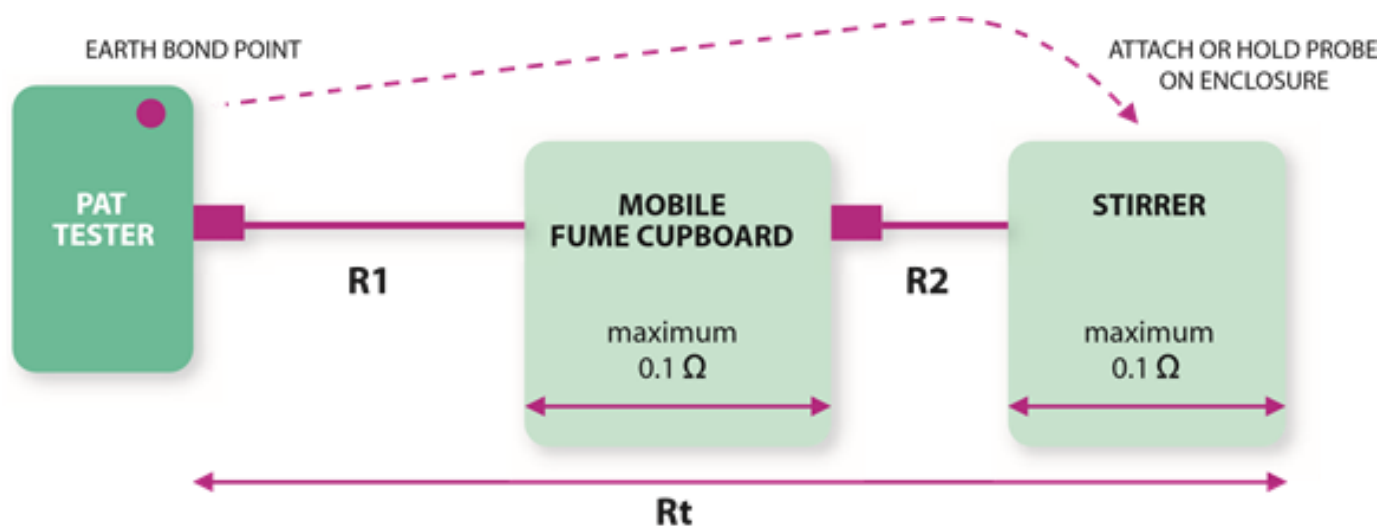 EARTH BOND POINT
ATTACH OR HOLD PROBE
ON ENCLOSURE
PAT
TESTER
MOBILE
FUME CUPBOARD
STIRRER
R1
R2
maximum
0.1 Ω
maximum
0.1 Ω
Rt